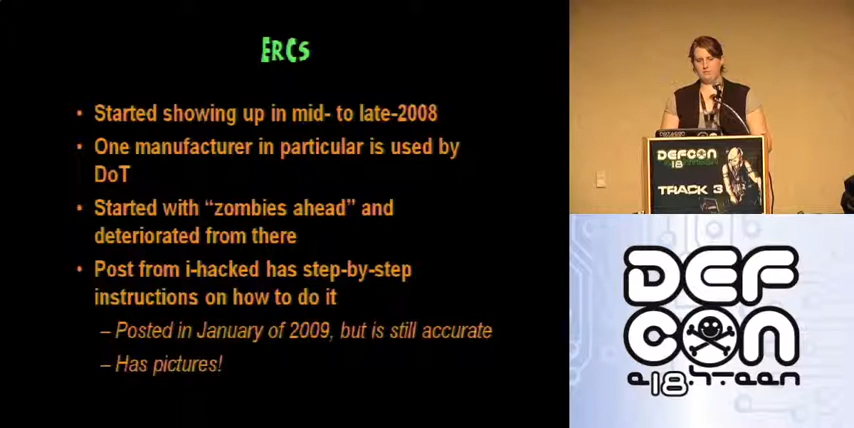 ERCs
• Started showing up in mid- to late-2008
• One manufacturer in particular is used by
DoT
• Started with “zombies ahead” and
deteriorated from there
• Post from i-hacked has step-by-step
instructions on how to do it
– Posted in January of 2009, but is still accurate
– Has pictures!
DEFCON
18
TRACK 3
DEF
CON
e.18.h.teen